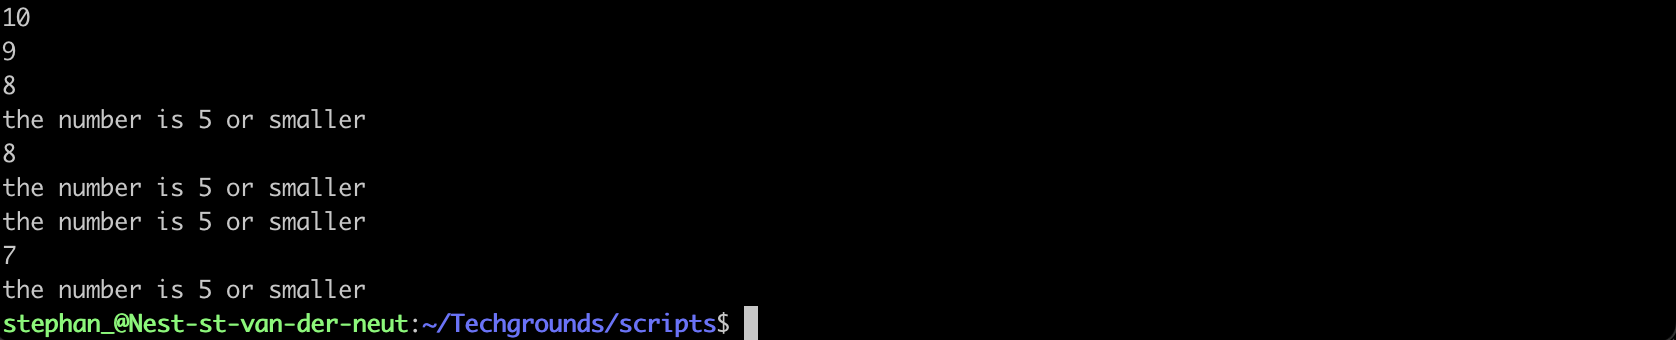 10
9
8
the number is 5 or smaller
8
the number is 5 or smaller
the number is 5 or smaller
7
the number is 5 or smaller
stephan_@Nest-st-van-der-neut:~/Techgrounds/scripts$